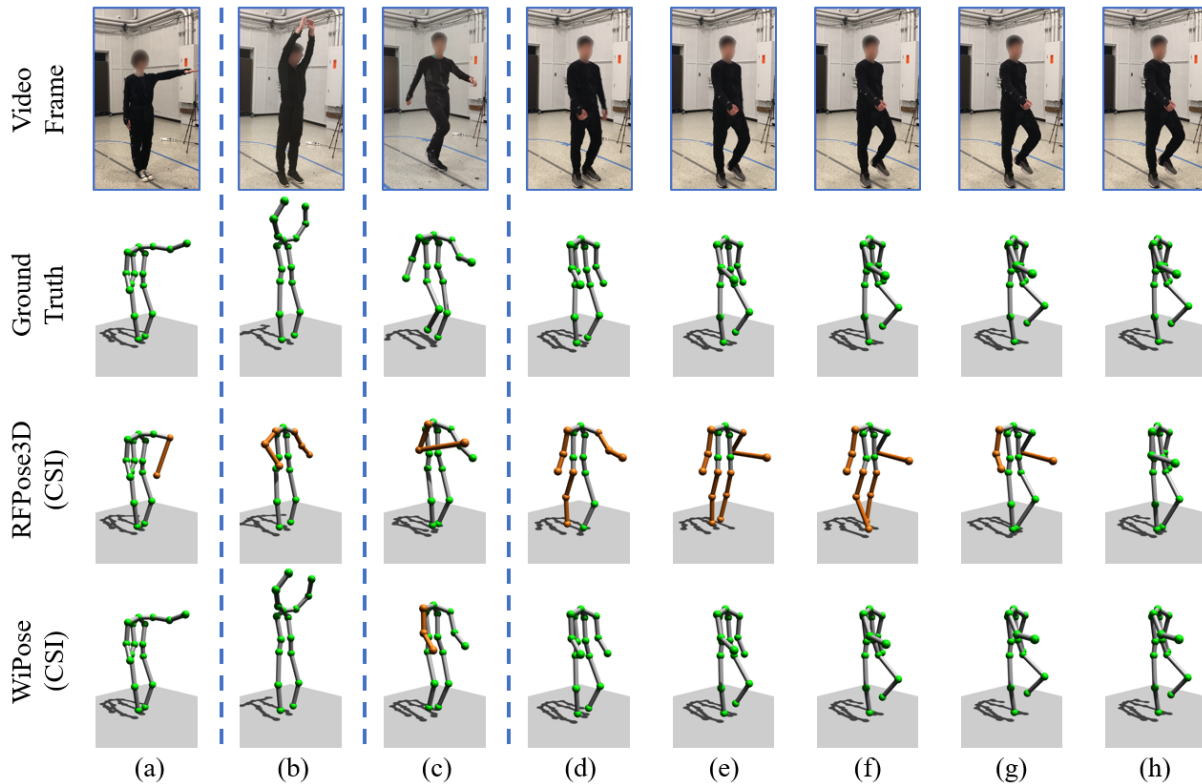 Video
Frame
Ground
Truth
RFPose3D
(CSI)
WiPose
(CSI)
(a) (b) (c) (d) (e) (f) (g) (h)